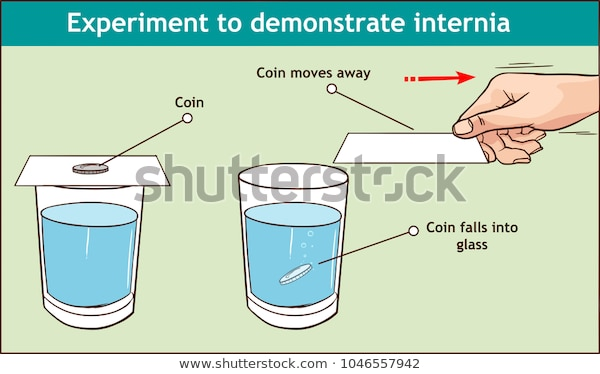 Experiment to demonstrate internia
Coin moves away
Coin
shutterstock
Coin falls into
glass
www.shutterstock.com · 1046557942